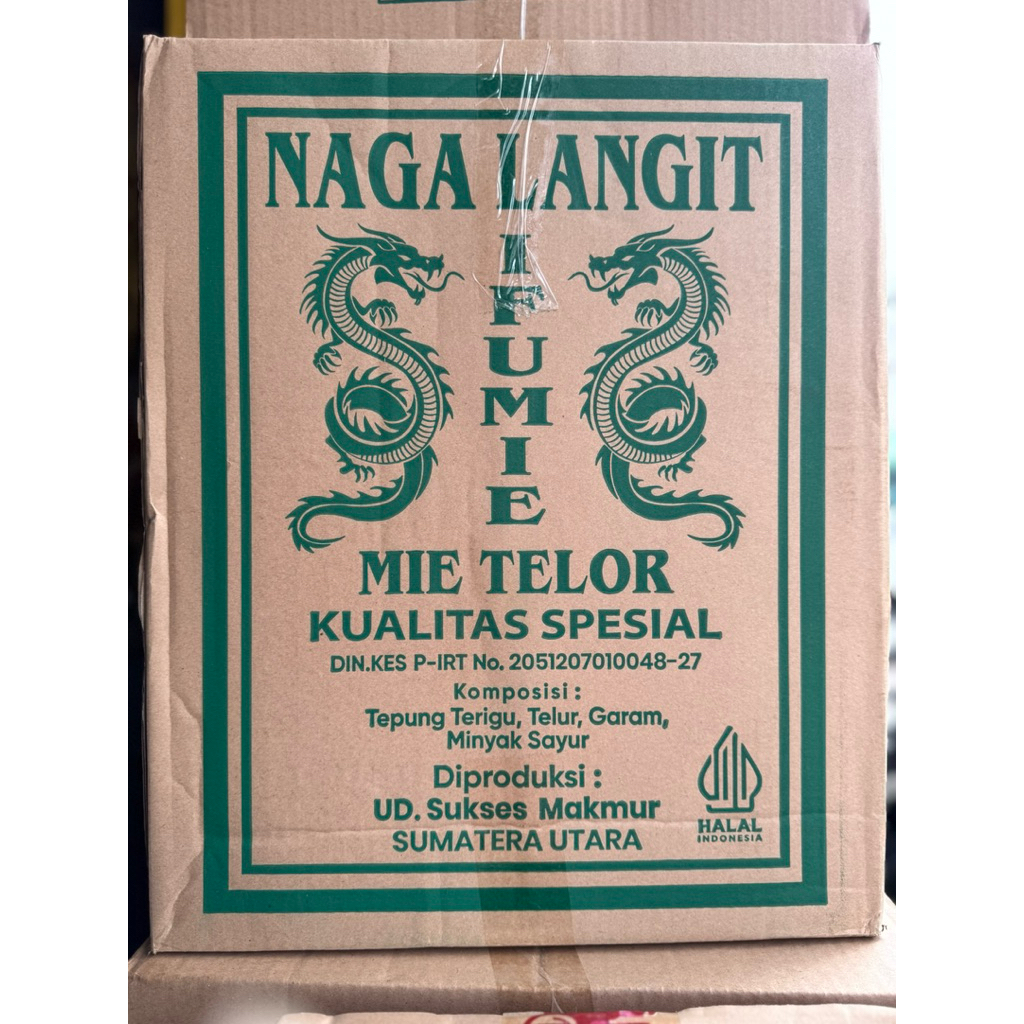 NAGA LANGIT
LIFUMIE
MIE TELOR
KUALITAS SPESIAL
DIN.KES P-IRT No. 2051207010048-27
Komposisi :
Tepung Terigu, Telur, Garam,
Minyak Sayur
Diproduksi :
UD. Sukses Makmur
SUMATERA UTARA
HALAL
INDONESIA